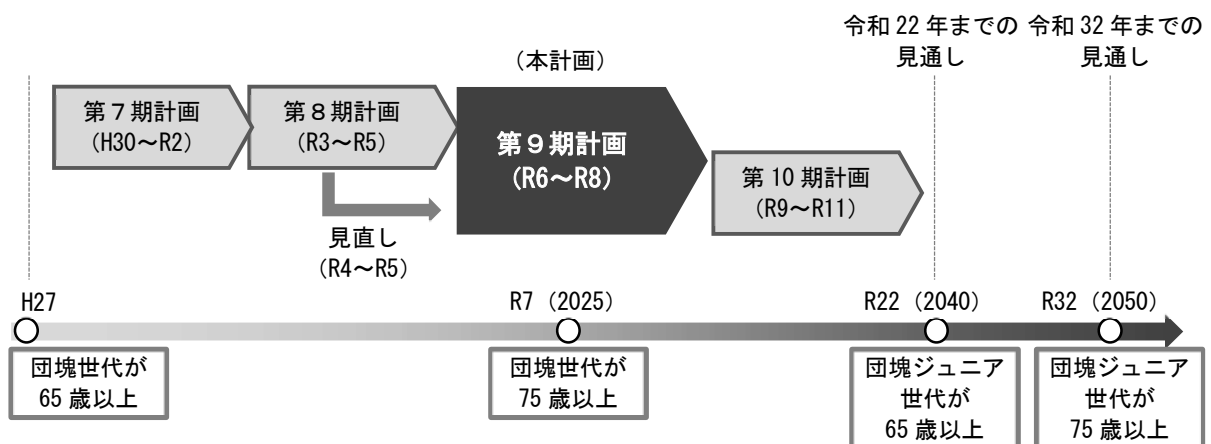 令和 22 年までの
見通し
令和 32 年までの
見通し
（本計画）
第７期計画
(H30～R2)
第８期計画
(R3～R5)
第９期計画
(R6～R8)
第 10 期計画
(R9～R11)
見直し
(R4～R5)
H27
R7（2025）
R22（2040）
R32（2050）
団塊世代が
65 歳以上
団塊世代が
75 歳以上
団塊ジュニア
世代が
65 歳以上
団塊ジュニア
世代が
75 歳以上